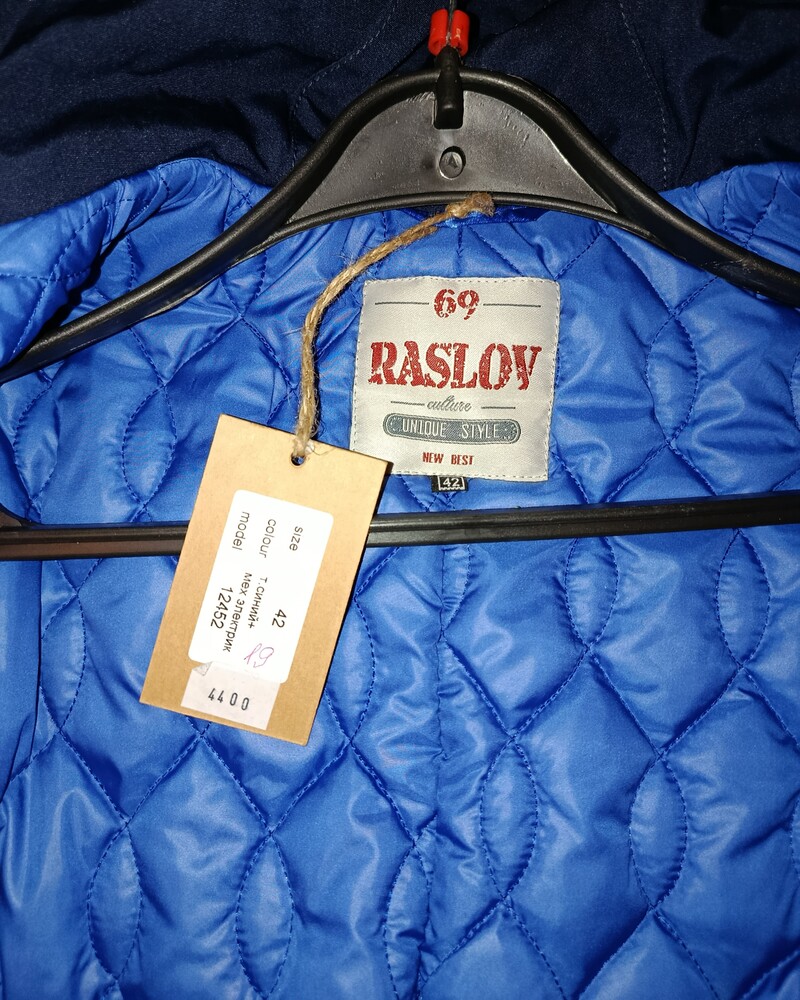 69
RASLOV
culture
UNIQUE STYLE
NEW BEST
42
size 42
colour т.синий+
мех электрик
model 12452
19
4400